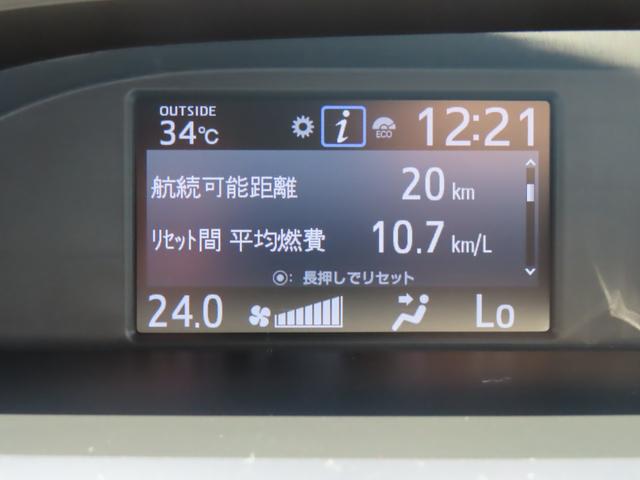 OUTSIDE
34℃ i ECO 12:21
航続可能距離 20 km
ﾘｾｯﾄ間 平均燃費 10.7 km/L
◉: 長押しでリセット
24.0 Lo